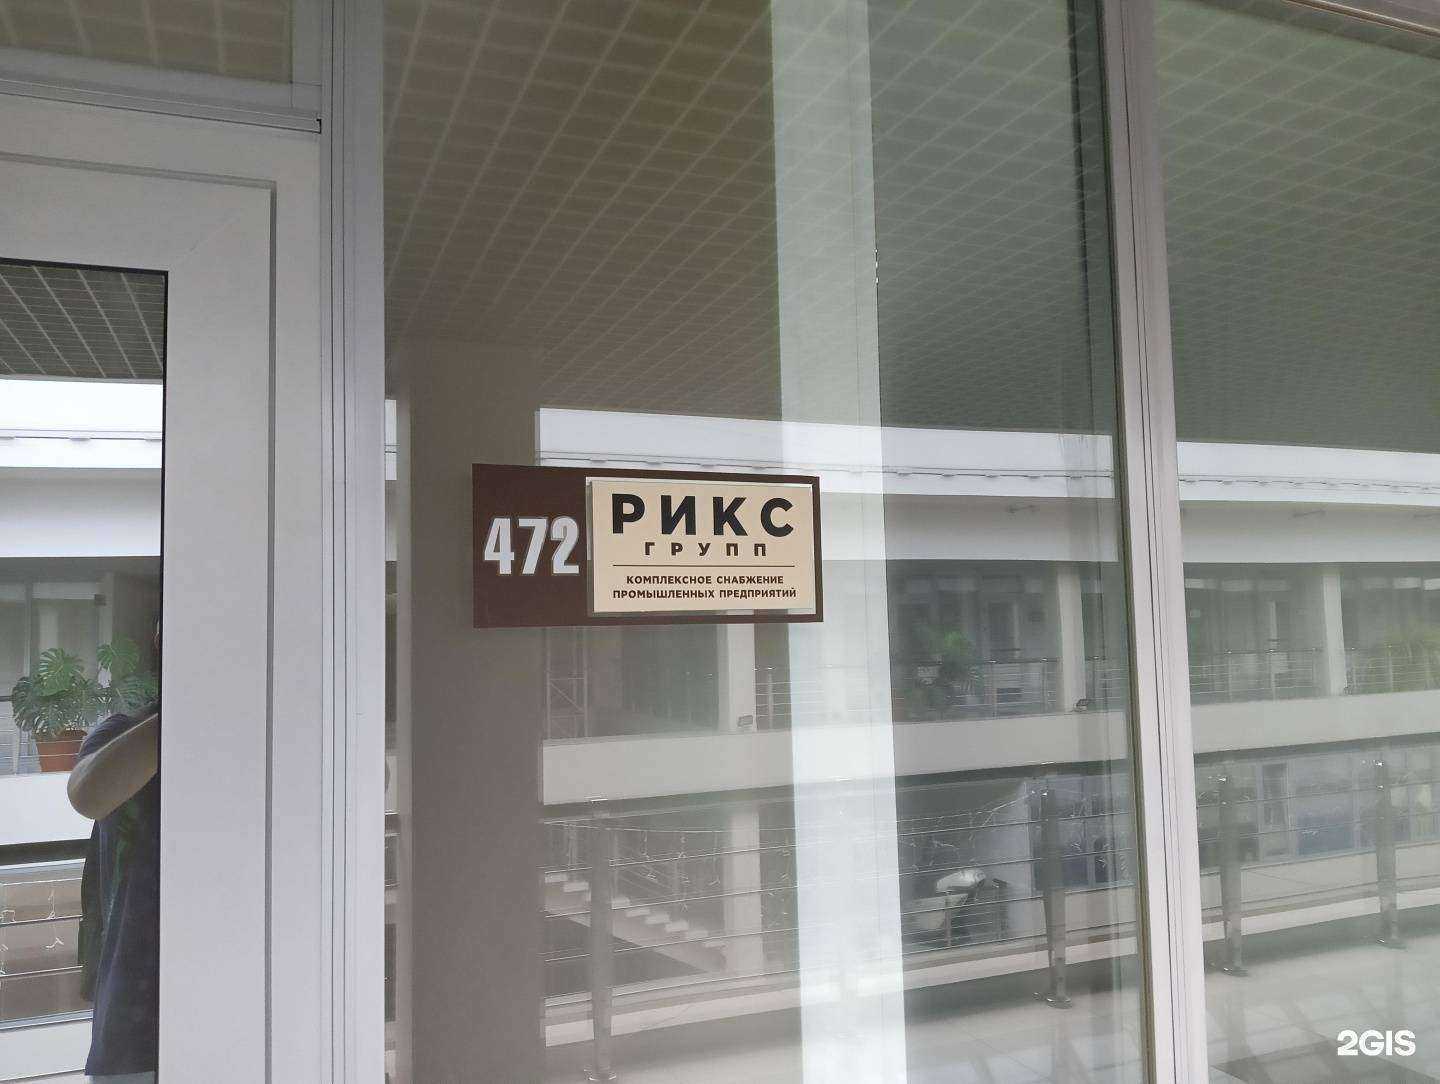 472
РИКС
ГРУПП
КОМПЛЕКСНОЕ СНАБЖЕНИЕ
ПРОМЫШЛЕННЫХ ПРЕДПРИЯТИЙ
2GIS